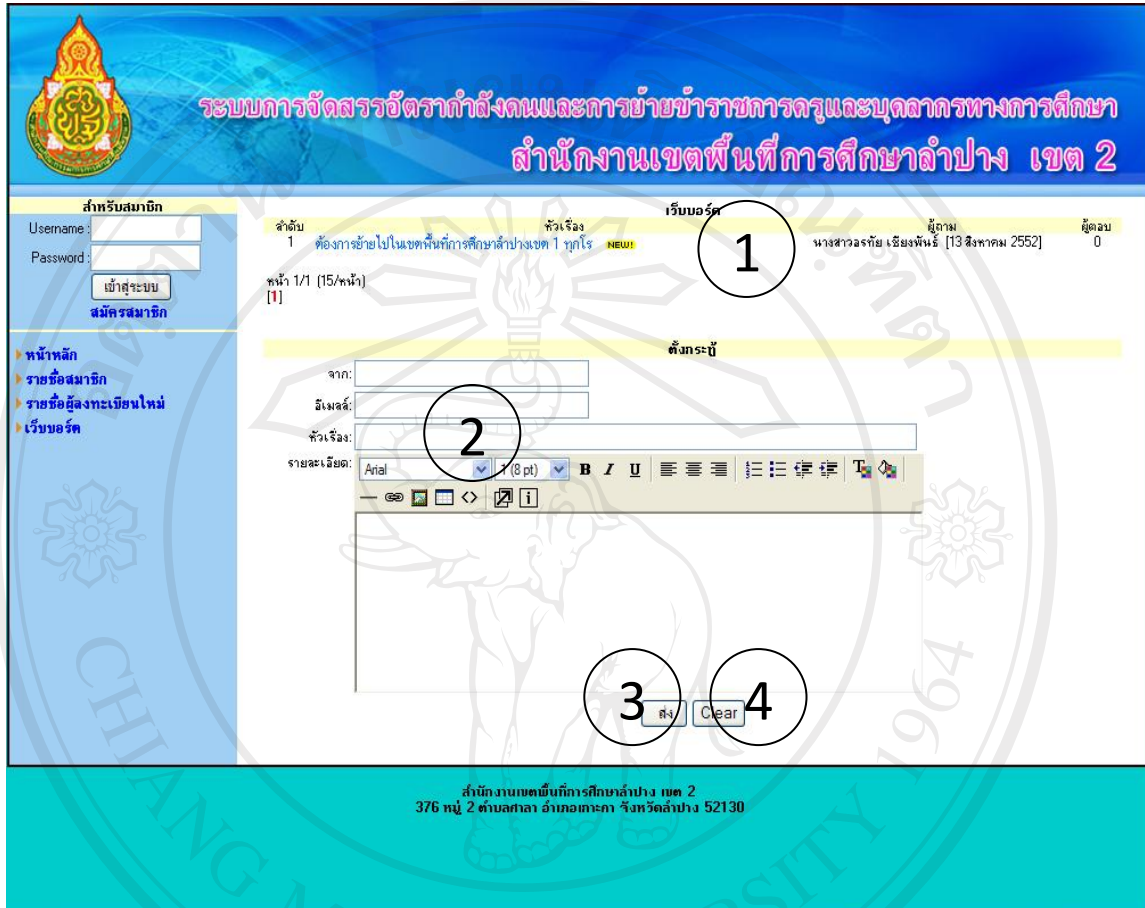 ระบบการจัดสรรอัตรากำลังคนและการย้ายข้าราชการครูและบุคลากรทางการศึกษา
สำนักงานเขตพื้นที่การศึกษาลำปาง เขต 2
สำหรับสมาชิก
Username :
Password :
เข้าสู่ระบบ
สมัครสมาชิก
หน้าหลัก
รายชื่อสมาชิก
รายชื่อผู้ลงทะเบียนใหม่
เว็บบอร์ด
เว็บบอร์ด
ลำดับ หัวเรื่อง ผู้ถาม ผู้ตอบ
1 ต้องการย้ายไปในเขตพื้นที่การศึกษาลำปางเขต 1 ทุกโร NEW! นางสาวอรทัย เชียงพันธ์ [13 สิงหาคม 2552] 0
1
หน้า 1/1 (15/หน้า)
[1]
ตั้งกระทู้
จาก:
อีเมลล์:
หัวเรื่อง:
2
รายละเอียด:
Arial 1 (8 pt) B I U
3 ส่ง Clear 4
สำนักงานเขตพื้นที่การศึกษาลำปาง เขต 2
376 หมู่ 2 ตำบลศาลา อำเภอเกาะคา จังหวัดลำปาง 52130
CHIANG MAI UNIVERSITY 1964